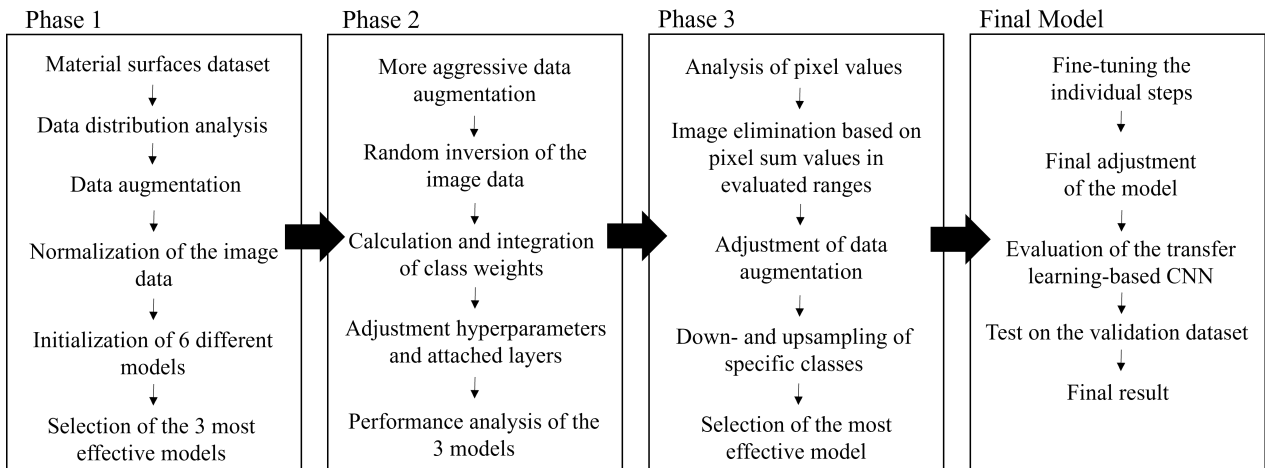 Phase 1
Material surfaces dataset
Data distribution analysis
Data augmentation
Normalization of the image
data
Initialization of 6 different
models
Selection of the 3 most
effective models
Phase 2
More aggressive data
augmentation
Random inversion of the
image data
Calculation and integration
of class weights
Adjustment hyperparameters
and attached layers
Performance analysis of the
3 models
Phase 3
Analysis of pixel values
Image elimination based on
pixel sum values in
evaluated ranges
Adjustment of data
augmentation
Down- and upsampling of
specific classes
Selection of the most
effective model
Final Model
Fine-tuning the
individual steps
Final adjustment
of the model
Evaluation of the transfer
learning-based CNN
Test on the validation dataset
Final result